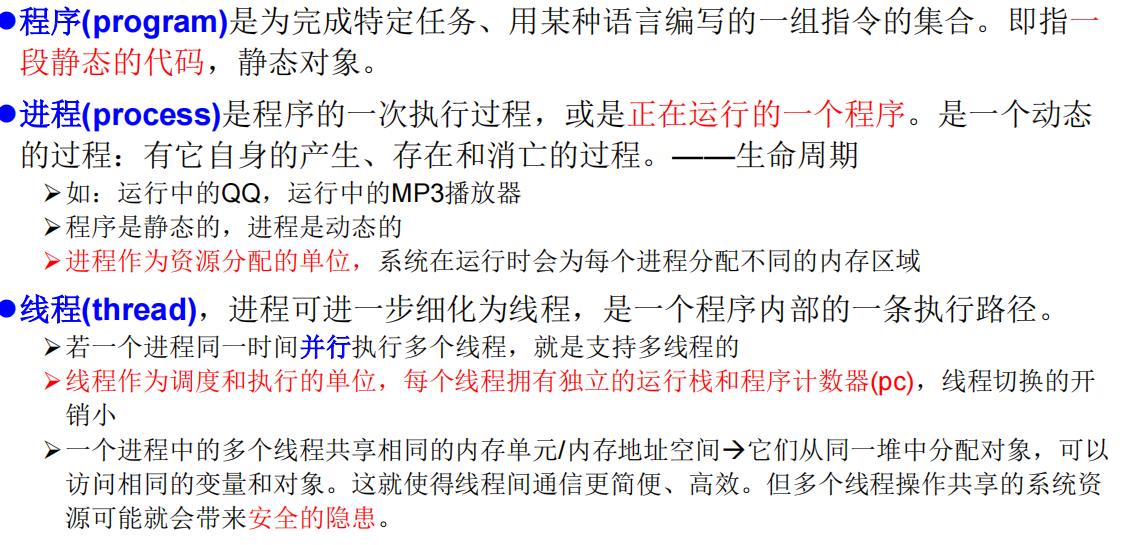 ●程序(program)是为完成特定任务、用某种语言编写的一组指令的集合。即指一
段静态的代码，静态对象。
●进程(process)是程序的一次执行过程，或是正在运行的一个程序。是一个动态
的过程：有它自身的产生、存在和消亡的过程。——生命周期
➢如：运行中的QQ，运行中的MP3播放器
➢程序是静态的，进程是动态的
➢进程作为资源分配的单位，系统在运行时会为每个进程分配不同的内存区域
●线程(thread)，进程可进一步细化为线程，是一个程序内部的一条执行路径。
➢若一个进程同一时间并行执行多个线程，就是支持多线程的
➢线程作为调度和执行的单位，每个线程拥有独立的运行栈和程序计数器(pc)，线程切换的开
销小
➢一个进程中的多个线程共享相同的内存单元/内存地址空间→它们从同一堆中分配对象，可以
访问相同的变量和对象。这就使得线程间通信更简便、高效。但多个线程操作共享的系统资
源可能就会带来安全的隐患。